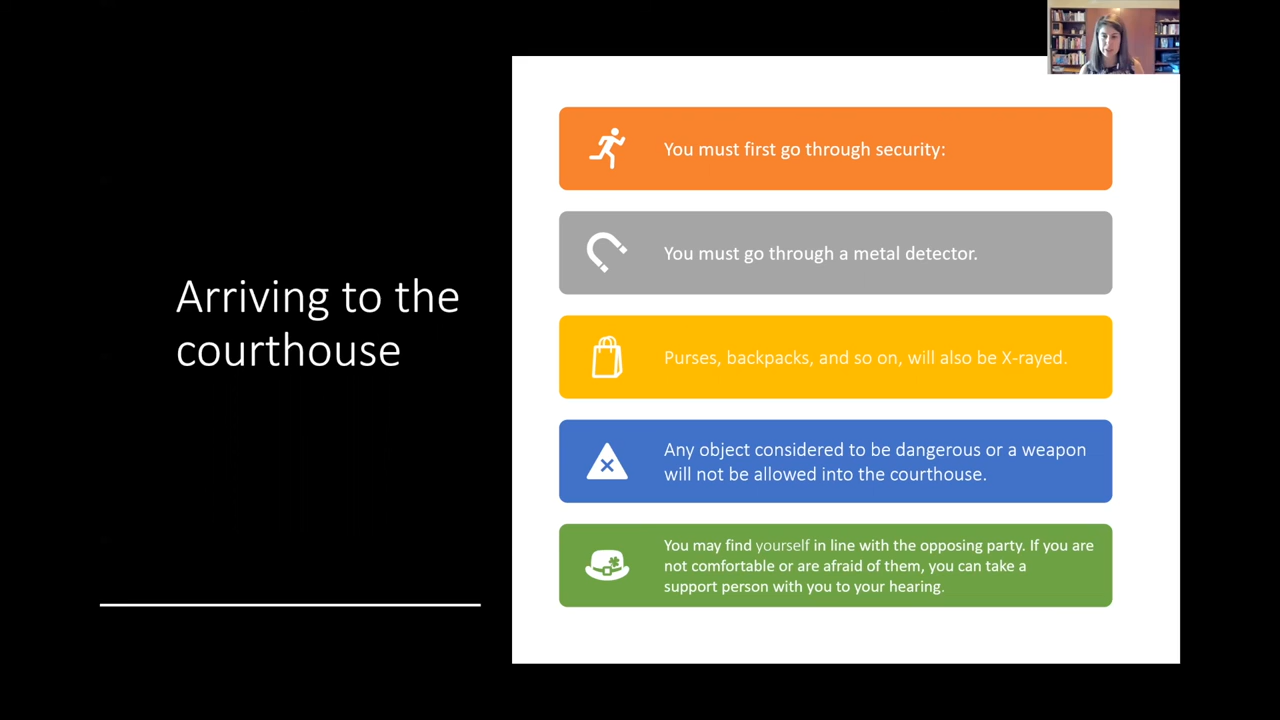 Arriving to the
courthouse
You must first go through security:
You must go through a metal detector.
Purses, backpacks, and so on, will also be X-rayed.
Any object considered to be dangerous or a weapon
will not be allowed into the courthouse.
You may find yourself in line with the opposing party. If you are
not comfortable or are afraid of them, you can take a
support person with you to your hearing.